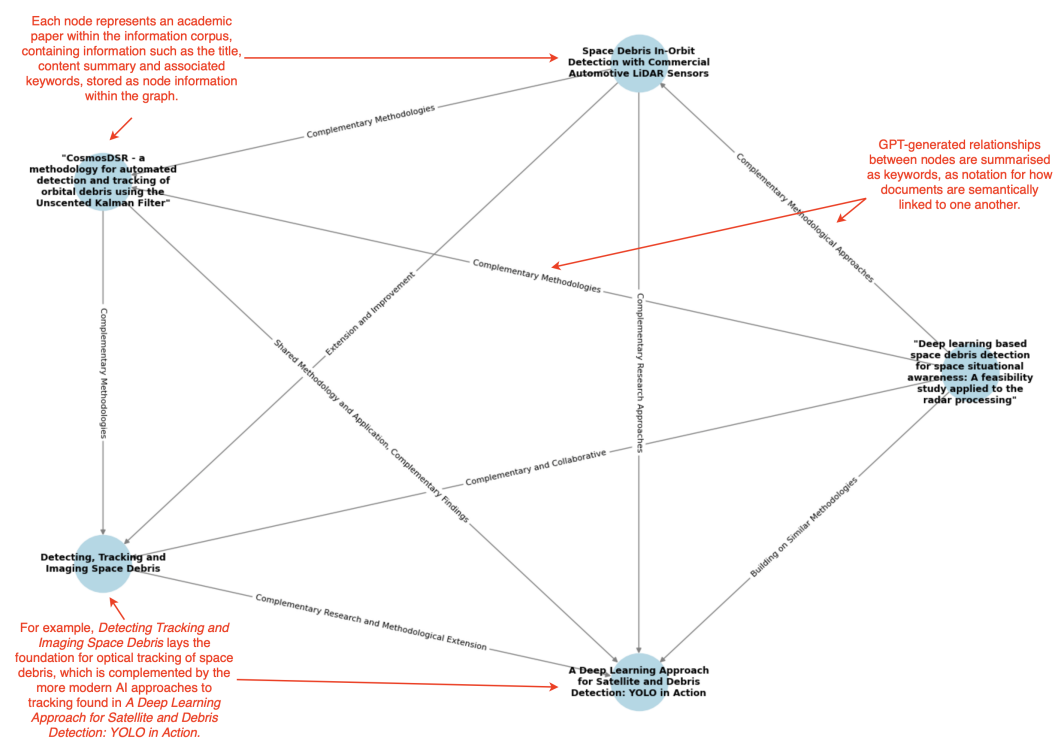 Each node represents an academic
paper within the information corpus,
containing information such as the title,
content summary and associated
keywords, stored as node information
within the graph.
Space Debris In-Orbit
Detection with Commercial
Automotive LiDAR Sensors
Complementary Methodologies
"CosmosDSR - a
methodology for automated
detection and tracking of
orbital debris using the
Unscented Kalman Filter"
GPT-generated relationships
between nodes are summarised
as keywords, as notation for how
documents are semantically
linked to one another.
Complementary Methodological Approaches
Complementary Methodologies
Extension and Improvement
Complementary Research Approaches
Complementary Methodologies
Shared Methodology and Application, Complementary Findings
"Deep learning based
space debris detection
for space situational
awareness: A feasibility
study applied to the
radar processing"
Complementary and Collaborative
Building on Similar Methodologies
Detecting, Tracking and
Imaging Space Debris
Complementary Research and Methodological Extension
A Deep Learning Approach
for Satellite and Debris
Detection: YOLO in Action
For example, Detecting Tracking and
Imaging Space Debris lays the
foundation for optical tracking of space
debris, which is complemented by the
more modern AI approaches to
tracking found in A Deep Learning
Approach for Satellite and Debris
Detection: YOLO in Action.